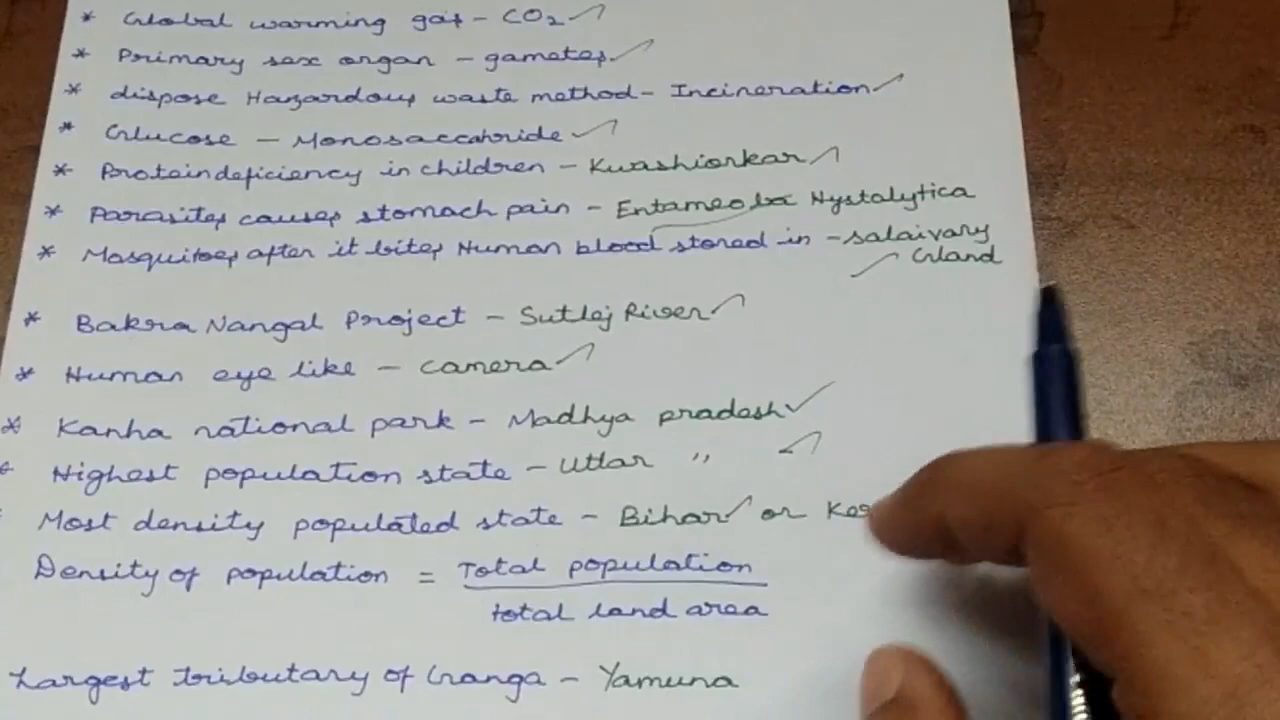 * Global warming gas - CO2
* Primary sex organ - gametes
* dispose Hazardous waste method - Incineration
* Glucose - Monosaccahride
* Protein deficiency in children - Kwashiorkar
* Parasites causes stomach pain - Entameoba Hystalytica
* Mosquitoes after it bites Human blood stored in - salaivary
Gland
* Bakra Nangal Project - Sutlej River
* Human eye like - camera
* Kanha national park - Madhya pradesh
* Highest population state - Uttar "
Most density populated state - Bihar or
Density of population = Total population
total land area
Largest tributary of Ganga - Yamuna